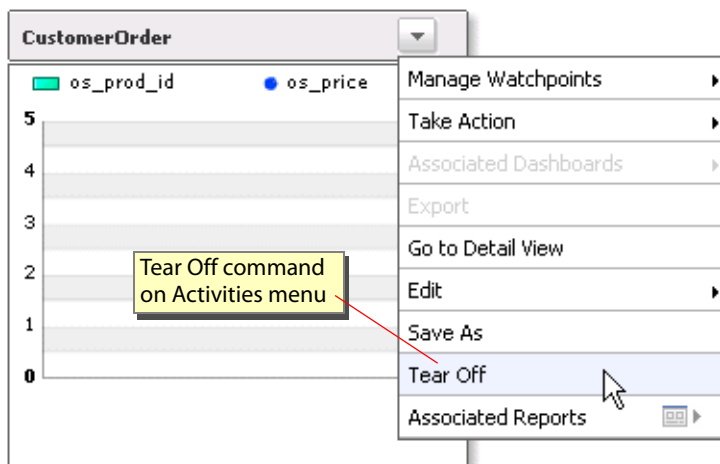 CustomerOrder
os_prod_id os_price
Manage Watchpoints
5
Take Action
4
Associated Dashboards
Export
3
Go to Detail View
Tear Off command
on Activities menu
2
Edit
1
Save As
0
Tear Off
Associated Reports